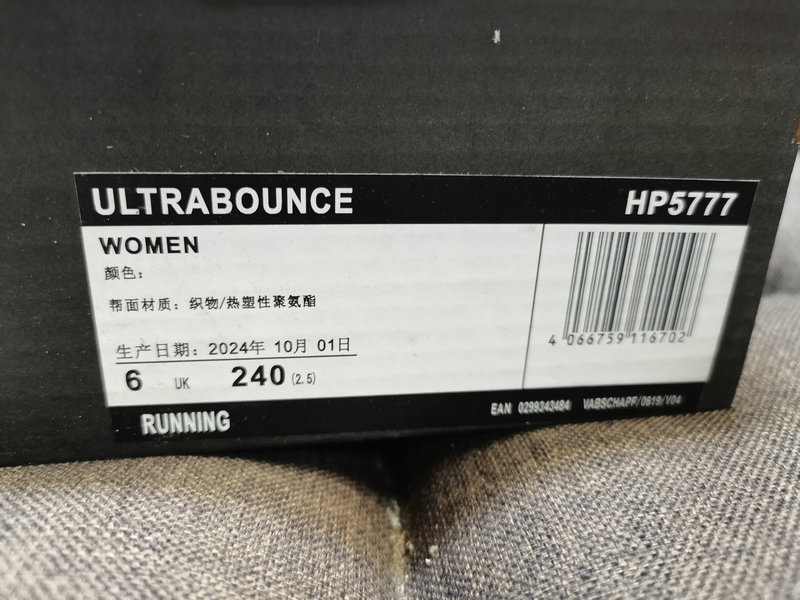 ULTRABOUNCE HP5777
WOMEN
颜色：
帮面材质：织物/热塑性聚氨酯
生产日期：2024年 10月 01日
6 UK 240 (2.5)
4 066759 116702
RUNNING
EAN 0299343484 VABSCHAPF/0619/V04